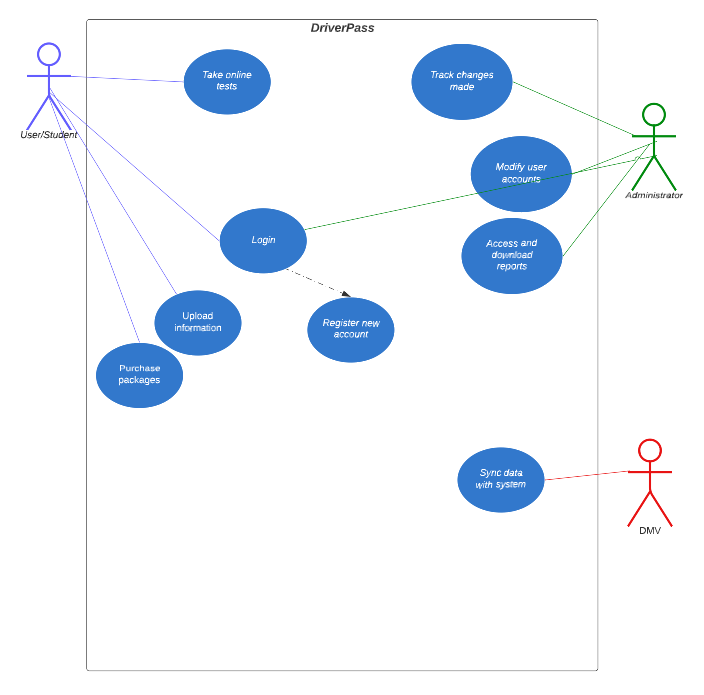 DriverPass
Take online
tests
Track changes
made
User/Student
Modify user
accounts
Administrator
Login
Access and
download
reports
Upload
information
Register new
account
Purchase
packages
Sync data
with system
DMV